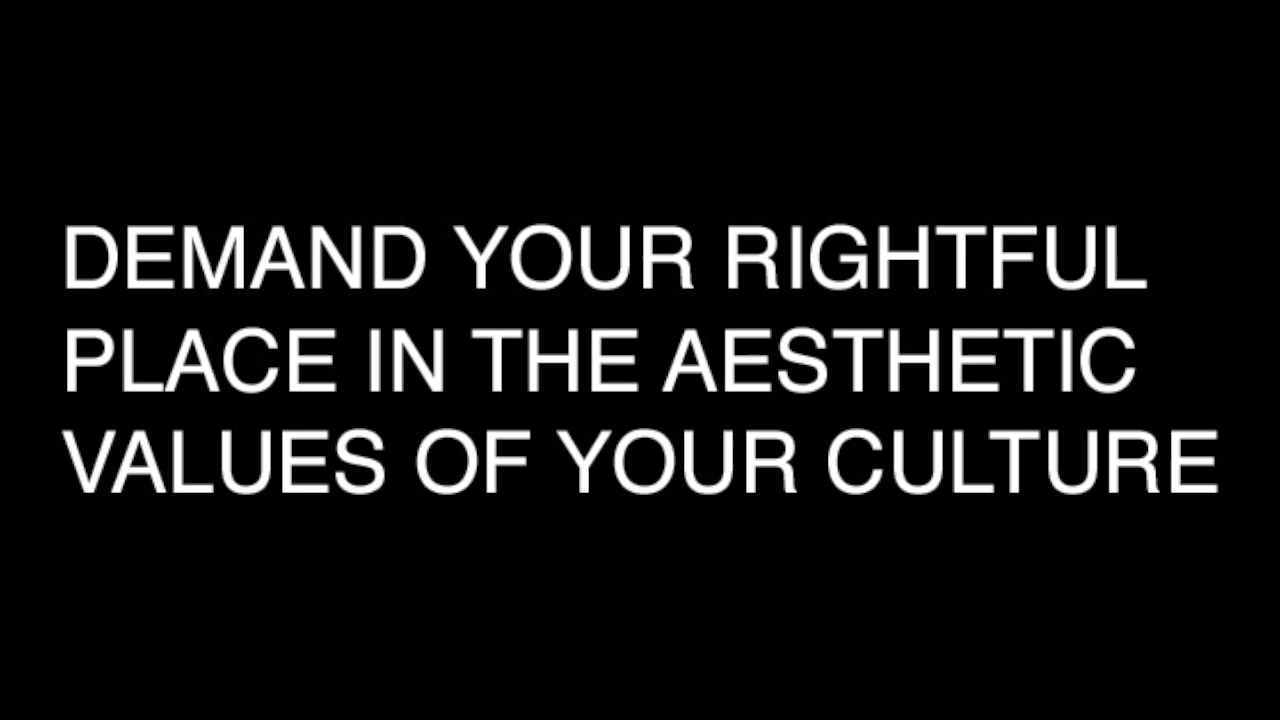 DEMAND YOUR RIGHTFUL
PLACE IN THE AESTHETIC
VALUES OF YOUR CULTURE